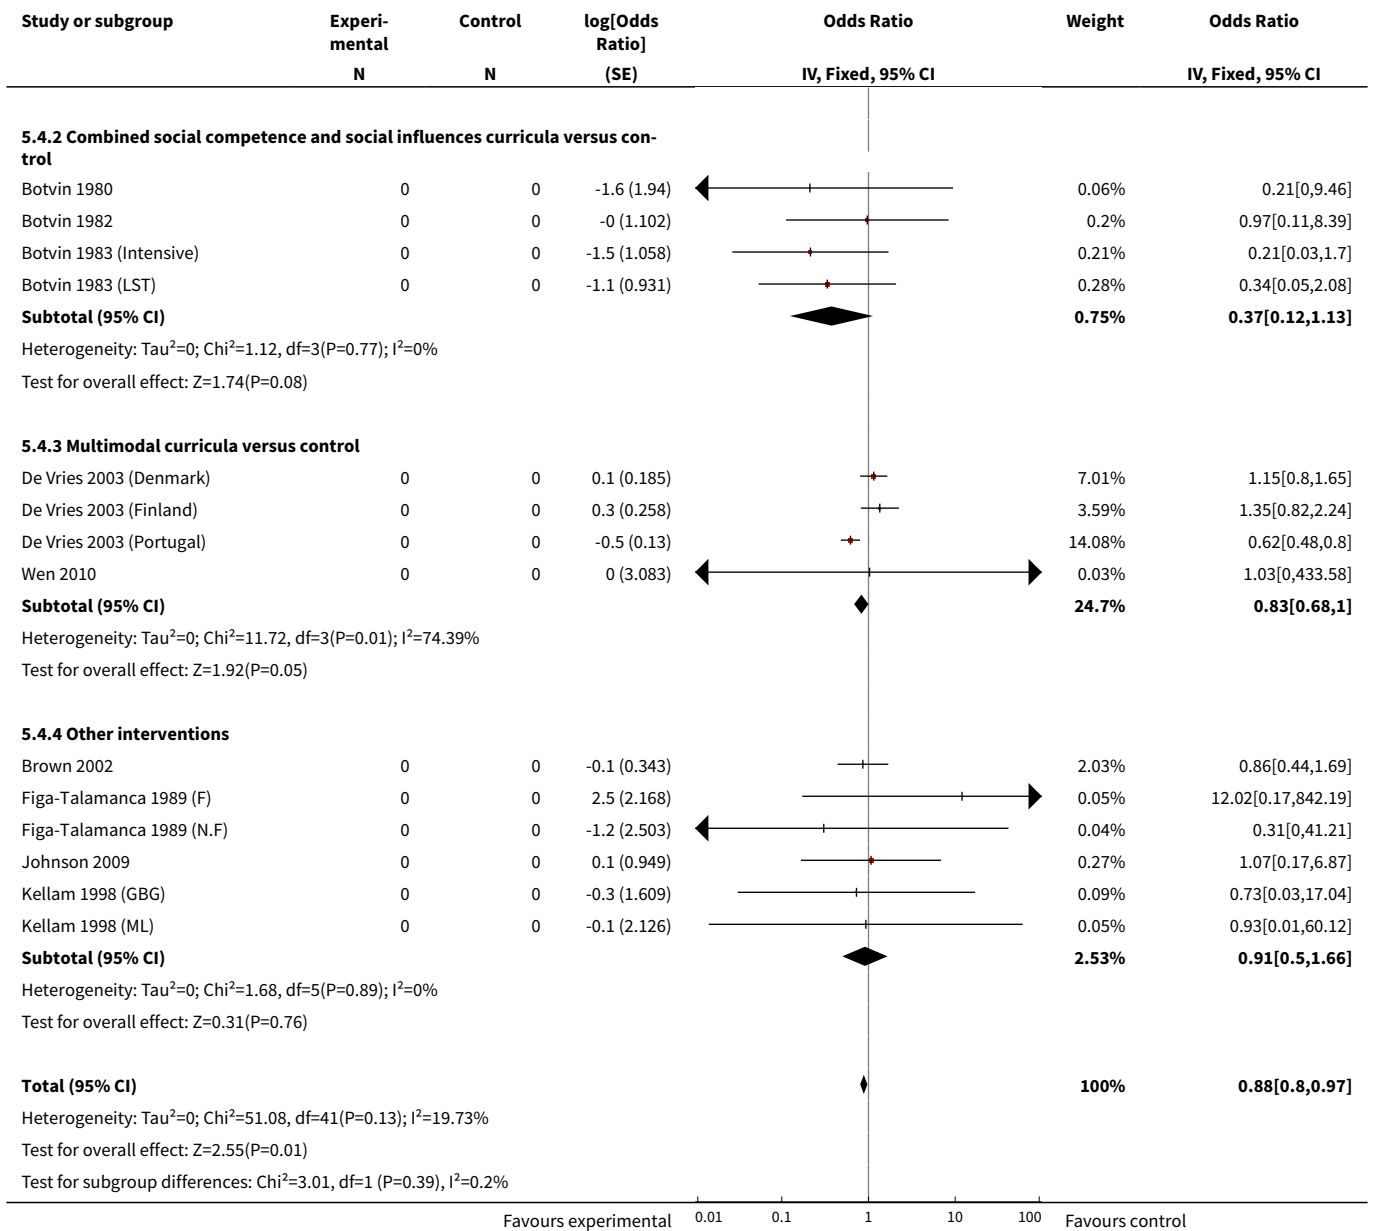 Study or subgroup Experi- Control log[Odds Odds Ratio Weight Odds Ratio
mental Ratio]
N N (SE) IV, Fixed, 95% CI IV, Fixed, 95% CI
5.4.2 Combined social competence and social influences curricula versus con-
trol
Botvin 1980 0 0 -1.6 (1.94) 0.06% 0.21[0,9.46]
Botvin 1982 0 0 -0 (1.102) 0.2% 0.97[0.11,8.39]
Botvin 1983 (Intensive) 0 0 -1.5 (1.058) 0.21% 0.21[0.03,1.7]
Botvin 1983 (LST) 0 0 -1.1 (0.931) 0.28% 0.34[0.05,2.08]
Subtotal (95% CI) 0.75% 0.37[0.12,1.13]
Heterogeneity: Tau²=0; Chi²=1.12, df=3(P=0.77); I²=0%
Test for overall effect: Z=1.74(P=0.08)
5.4.3 Multimodal curricula versus control
De Vries 2003 (Denmark) 0 0 0.1 (0.185) 7.01% 1.15[0.8,1.65]
De Vries 2003 (Finland) 0 0 0.3 (0.258) 3.59% 1.35[0.82,2.24]
De Vries 2003 (Portugal) 0 0 -0.5 (0.13) 14.08% 0.62[0.48,0.8]
Wen 2010 0 0 0 (3.083) 0.03% 1.03[0,433.58]
Subtotal (95% CI) 24.7% 0.83[0.68,1]
Heterogeneity: Tau²=0; Chi²=11.72, df=3(P=0.01); I²=74.39%
Test for overall effect: Z=1.92(P=0.05)
5.4.4 Other interventions
Brown 2002 0 0 -0.1 (0.343) 2.03% 0.86[0.44,1.69]
Figa-Talamanca 1989 (F) 0 0 2.5 (2.168) 0.05% 12.02[0.17,842.19]
Figa-Talamanca 1989 (N.F) 0 0 -1.2 (2.503) 0.04% 0.31[0,41.21]
Johnson 2009 0 0 0.1 (0.949) 0.27% 1.07[0.17,6.87]
Kellam 1998 (GBG) 0 0 -0.3 (1.609) 0.09% 0.73[0.03,17.04]
Kellam 1998 (ML) 0 0 -0.1 (2.126) 0.05% 0.93[0.01,60.12]
Subtotal (95% CI) 2.53% 0.91[0.5,1.66]
Heterogeneity: Tau²=0; Chi²=1.68, df=5(P=0.89); I²=0%
Test for overall effect: Z=0.31(P=0.76)
Total (95% CI) 100% 0.88[0.8,0.97]
Heterogeneity: Tau²=0; Chi²=51.08, df=41(P=0.13); I²=19.73%
Test for overall effect: Z=2.55(P=0.01)
Test for subgroup differences: Chi²=3.01, df=1 (P=0.39), I²=0.2%
Favours experimental 0.01 0.1 1 10 100 Favours control